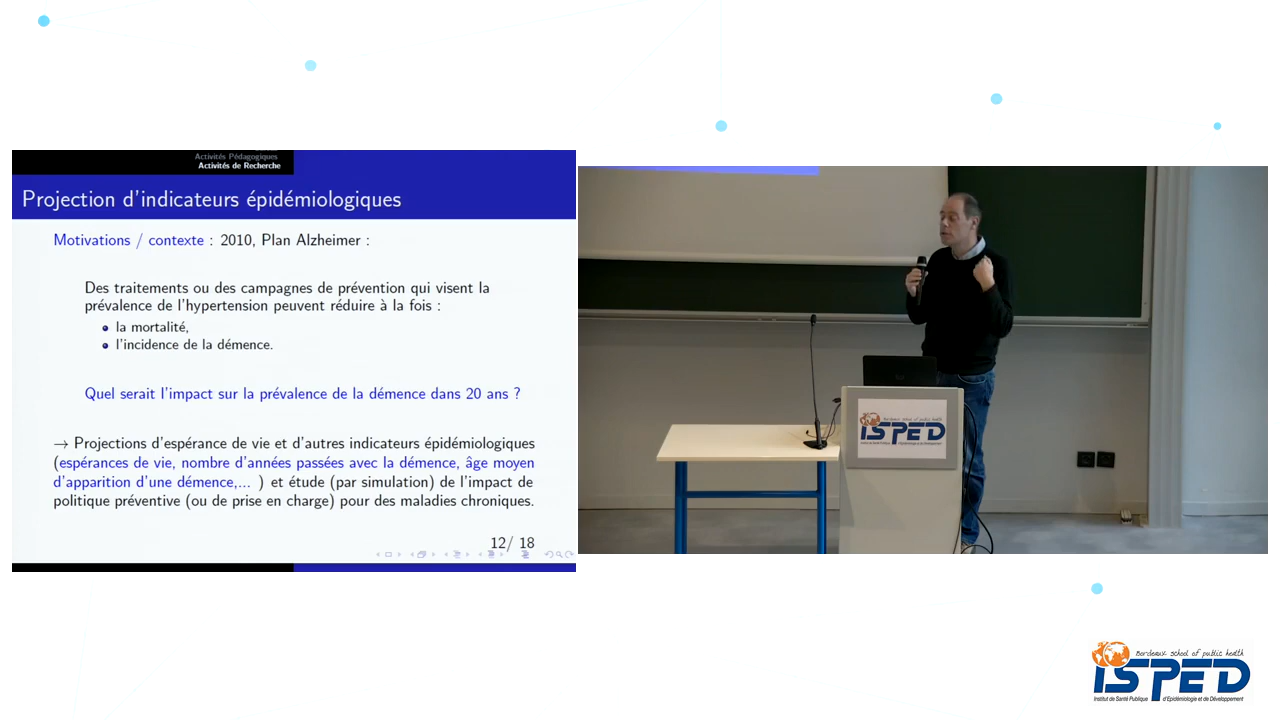 Activités Pédagogiques
Activités de Recherche
Projection d'indicateurs épidémiologiques
Motivations / contexte : 2010, Plan Alzheimer :
Des traitements ou des campagnes de prévention qui visent la
prévalence de l'hypertension peuvent réduire à la fois :
la mortalité,
l'incidence de la démence.
Quel serait l'impact sur la prévalence de la démence dans 20 ans ?
→ Projections d'espérance de vie et d'autres indicateurs épidémiologiques
(espérances de vie, nombre d'années passées avec la démence, âge moyen
d'apparition d'une démence,... ) et étude (par simulation) de l'impact de
politique préventive (ou de prise en charge) pour des maladies chroniques.
12/ 18
Bordeaux school of public health
ISPED
Bordeaux school of public health
ISPED
Institut de Santé Publique d'Epidémiologie et de Développement